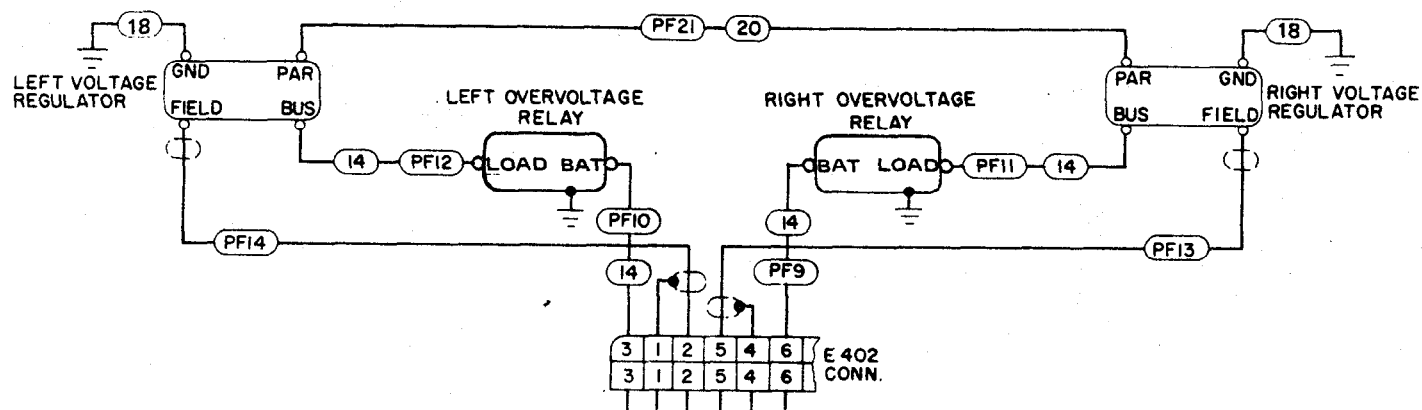 18
PF21
20
18
GND
PAR
LEFT VOLTAGE
REGULATOR
FIELD
BUS
PAR
GND
BUS
FIELD
RIGHT VOLTAGE
REGULATOR
LEFT OVERVOLTAGE
RELAY
RIGHT OVERVOLTAGE
RELAY
14
PF12
LOAD BAT
BAT LOAD
PF11
14
PF10
14
PF14
PF13
14
PF9
3 1 2 5 4 6
3 1 2 5 4 6
E 402
CONN.